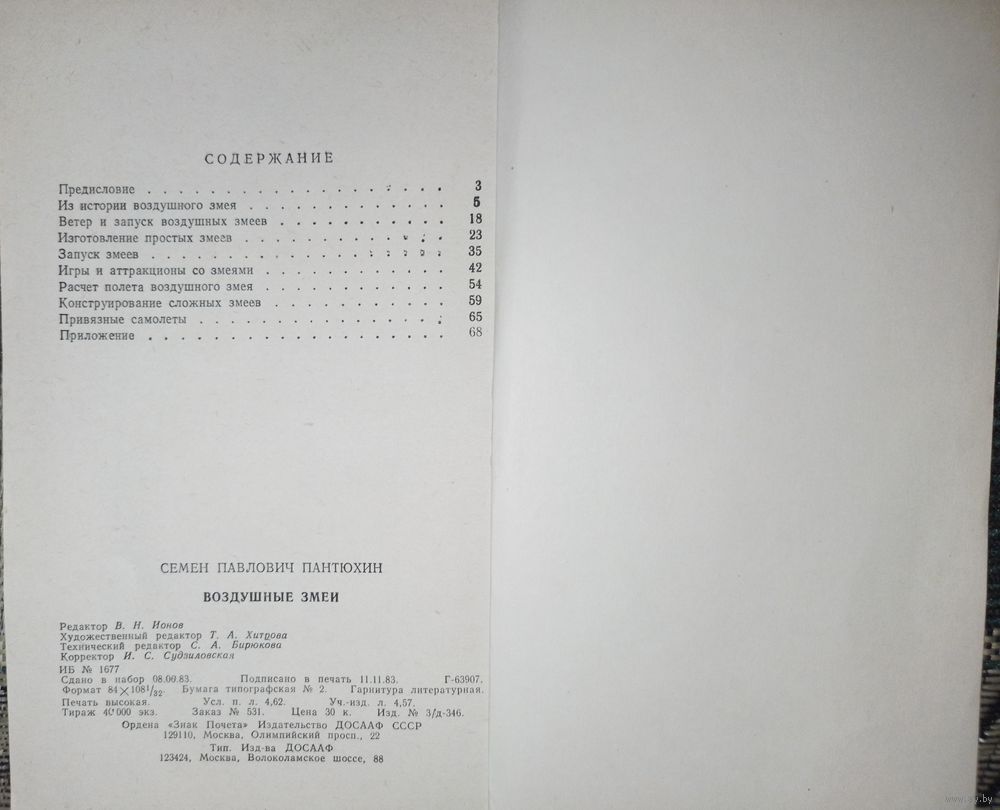 СОДЕРЖАНИЕ
Предисловие . . . . . . . . . . . . . . . . . . . 3
Из истории воздушного змея . . . . . . . . . . . . . 5
Ветер и запуск воздушных змеев . . . . . . . . . . . 18
Изготовление простых змеев . . . . . . . . . . . . . 23
Запуск змеев . . . . . . . . . . . . . . . . . . . 35
Игры и аттракционы со змеями . . . . . . . . . . . . 42
Расчет полета воздушного змея . . . . . . . . . . . . 54
Конструирование сложных змеев . . . . . . . . . . . 59
Привязные самолеты . . . . . . . . . . . . . . . . 65
Приложение . . . . . . . . . . . . . . . . . . . 68
СЕМЕН ПАВЛОВИЧ ПАНТЮХИН
ВОЗДУШНЫЕ ЗМЕИ
Редактор В. Н. Ионов
Художественный редактор Т. А. Хитрова
Технический редактор С. А. Бирюкова
Корректор И. С. Судзиловская
ИБ № 1677
Сдано в набор Подписано в печать 11.11.83. Г-63907.
Формат 84×108¹/₃₂. Бумага типографская № 2. Гарнитура литературная.
Печать высокая. Усл. п. л. 4,62. Уч.-изд. л. 4,57.
Тираж 40 000 экз. Заказ № 531. Цена 30 к. Изд. № 3/д-346.
Ордена «Знак Почета» Издательство ДОСААФ СССР
129110, Москва, Олимпийский просп., 22
Тип. Изд-ва ДОСААФ
123424, Москва, Волоколамское шоссе, 88